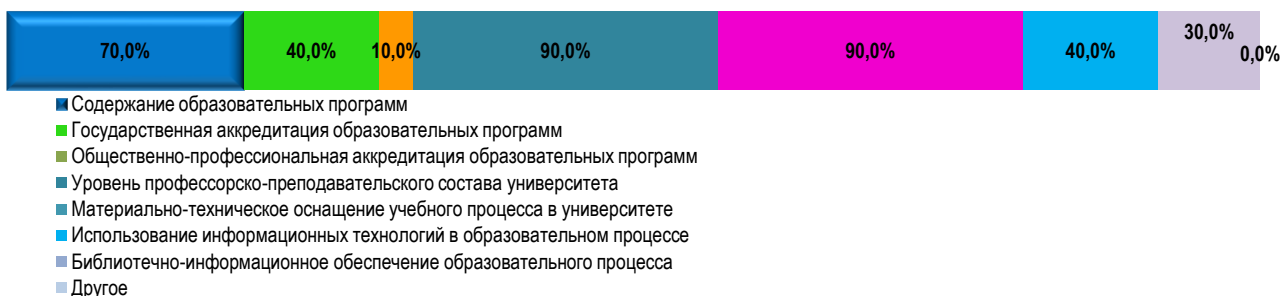 70,0% 40,0% 10,0% 90,0% 90,0% 40,0% 30,0% 0,0%
Содержание образовательных программ
Государственная аккредитация образовательных программ
Общественно-профессиональная аккредитация образовательных программ
Уровень профессорско-преподавательского состава университета
Материально-техническое оснащение учебного процесса в университете
Использование информационных технологий в образовательном процессе
Библиотечно-информационное обеспечение образовательного процесса
Другое